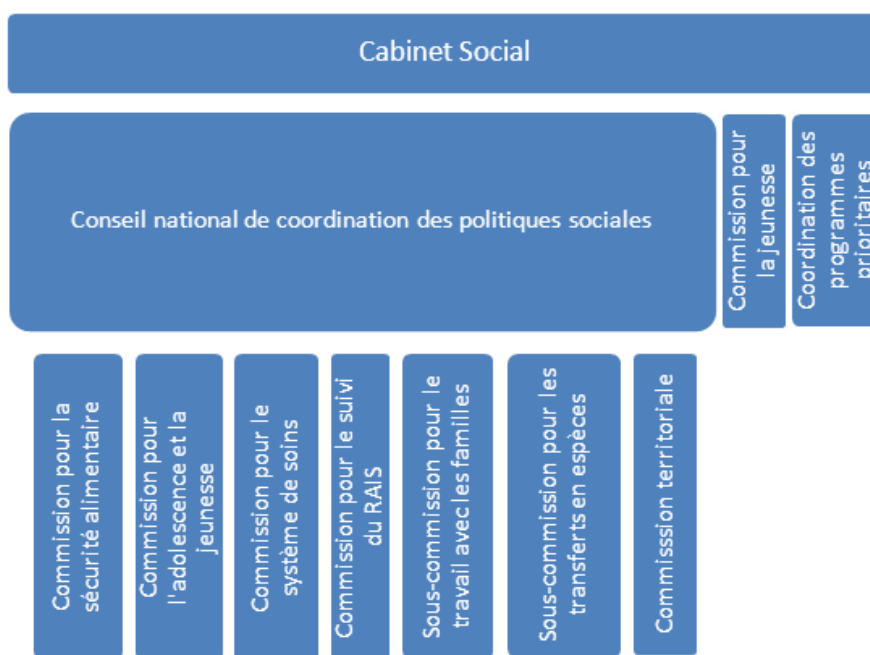 Cabinet Social
Conseil national de coordination des politiques sociales
Commission pour
la jeunesse
Coordination des
programmes
prioritaires
Commission pour la
sécurité alimentaire
Commission pour
l'adolescence et la
jeunesse
Commission pour le
système de soins
Commission pour le suivi
du RAIS
Sous-commission pour le
travail avec les familles
Sous-commission pour les
transferts en espèces
Commisssion territoriale